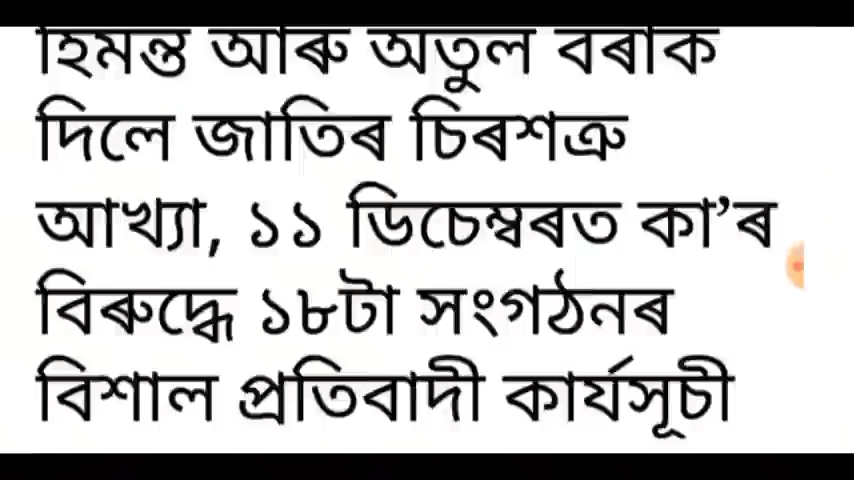 হিমন্ত আৰু অতুল বৰাক
দিলে জাতিৰ চিৰশত্ৰু
আখ্যা, ১১ ডিচেম্বৰত কা’ৰ
বিৰুদ্ধে ১৮টা সংগঠনৰ
বিশাল প্ৰতিবাদী কাৰ্যসূচী